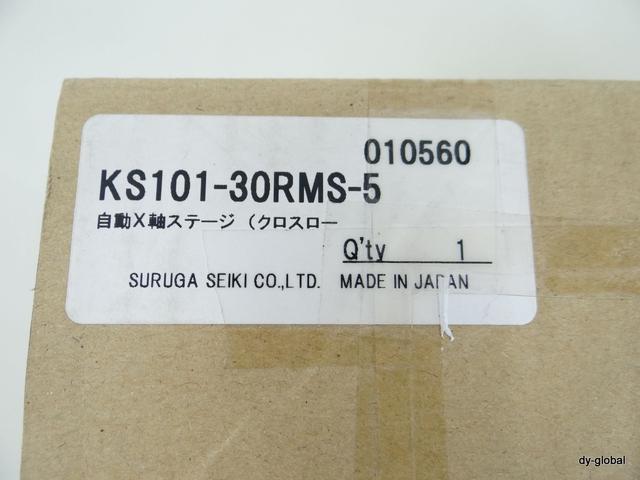 010560
KS101-30RMS-5
自動X軸ステージ (クロスロー
Q'ty 1
SURUGA SEIKI CO.,LTD. MADE IN JAPAN
dy-global